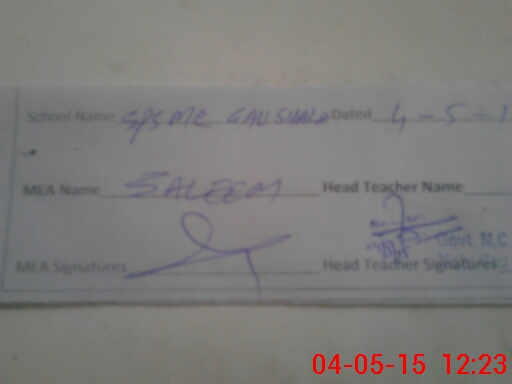 School Name GPS MC GAUSHALA Dated 4-5-1
MEA Name SALEEM Head Teacher Name
Govt. M.C.
MEA Signatures Head Teacher Signatures
04-05-15 12:23